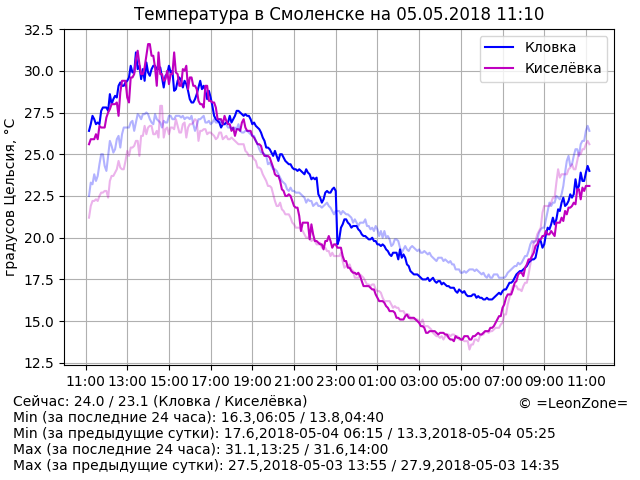 Температура в Смоленске на 05.05.2018 11:10
32.5
30.0
27.5
25.0
22.5
20.0
17.5
15.0
12.5
градусов Цельсия, °C
Кловка
Киселёвка
11:00 13:00 15:00 17:00 19:00 21:00 23:00 01:00 03:00 05:00 07:00 09:00 11:00
Сейчас: 24.0 / 23.1 (Кловка / Киселёвка)
© =LeonZone=
Min (за последние 24 часа): 16.3,06:05 / 13.8,04:40
Min (за предыдущие сутки): 17.6,2018-05-04 06:15 / 13.3,2018-05-04 05:25
Max (за последние 24 часа): 31.1,13:25 / 31.6,14:00
Max (за предыдущие сутки): 27.5,2018-05-03 13:55 / 27.9,2018-05-03 14:35